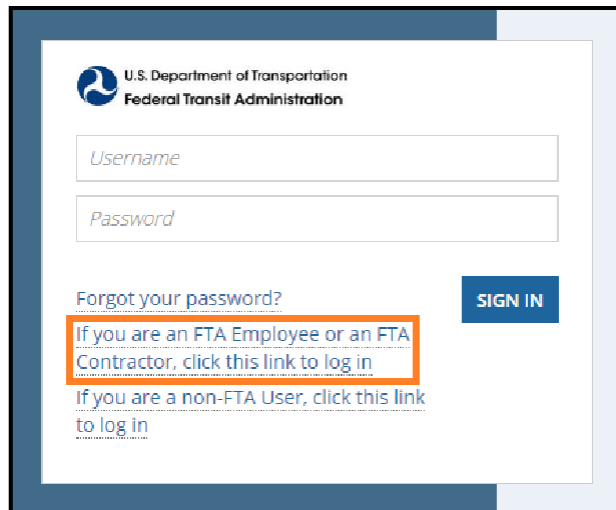 U.S. Department of Transportation
Federal Transit Administration
Username
Password
Forgot your password?
SIGN IN
If you are an FTA Employee or an FTA
Contractor, click this link to log in
If you are a non-FTA User, click this link
to log in